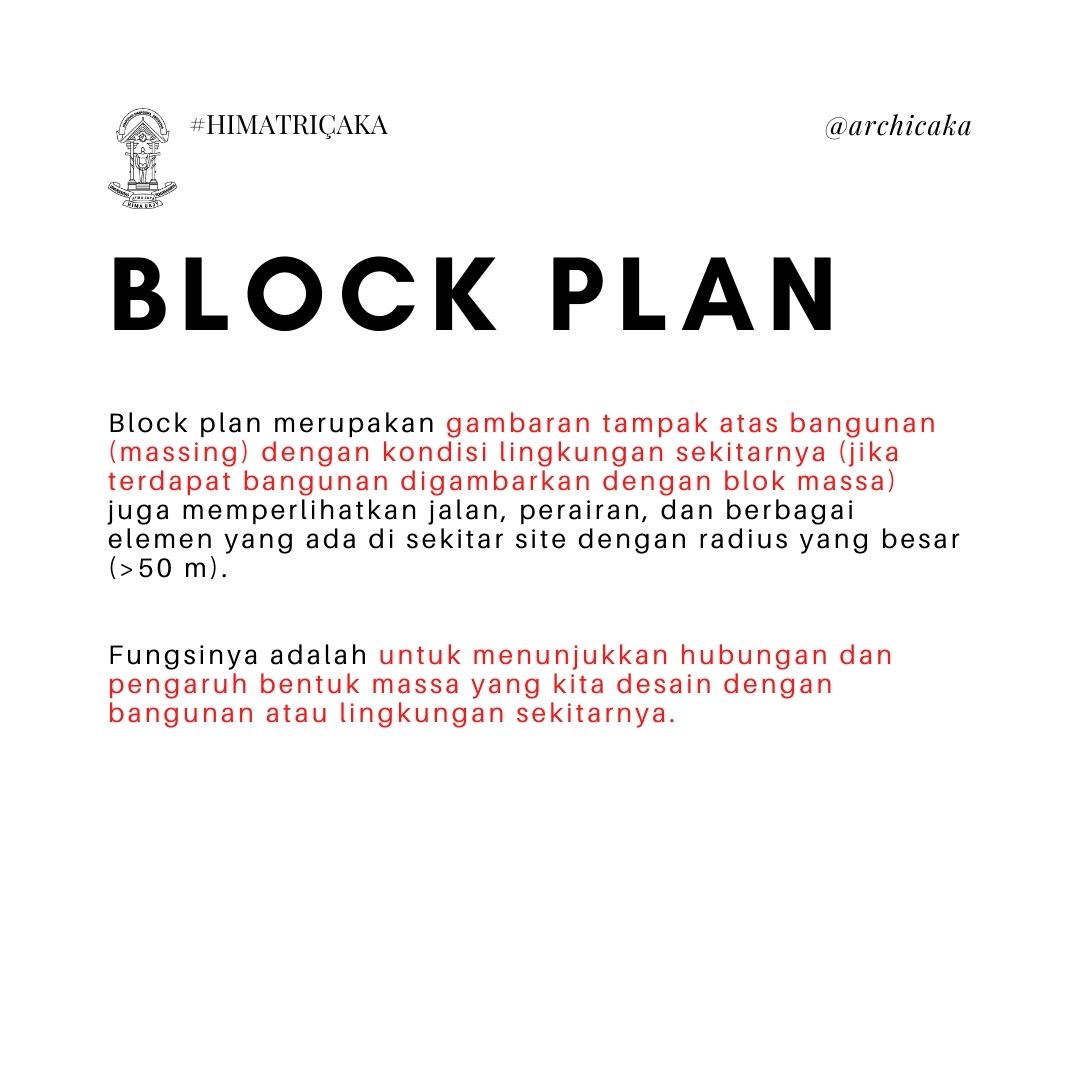 #HIMATRIÇAKA
@archicaka
BLOCK PLAN
Block plan merupakan gambaran tampak atas bangunan
(massing) dengan kondisi lingkungan sekitarnya (jika
terdapat bangunan digambarkan dengan blok massa)
juga memperlihatkan jalan, perairan, dan berbagai
elemen yang ada di sekitar site dengan radius yang besar
(>50 m).
Fungsinya adalah untuk menunjukkan hubungan dan
pengaruh bentuk massa yang kita desain dengan
bangunan atau lingkungan sekitarnya.